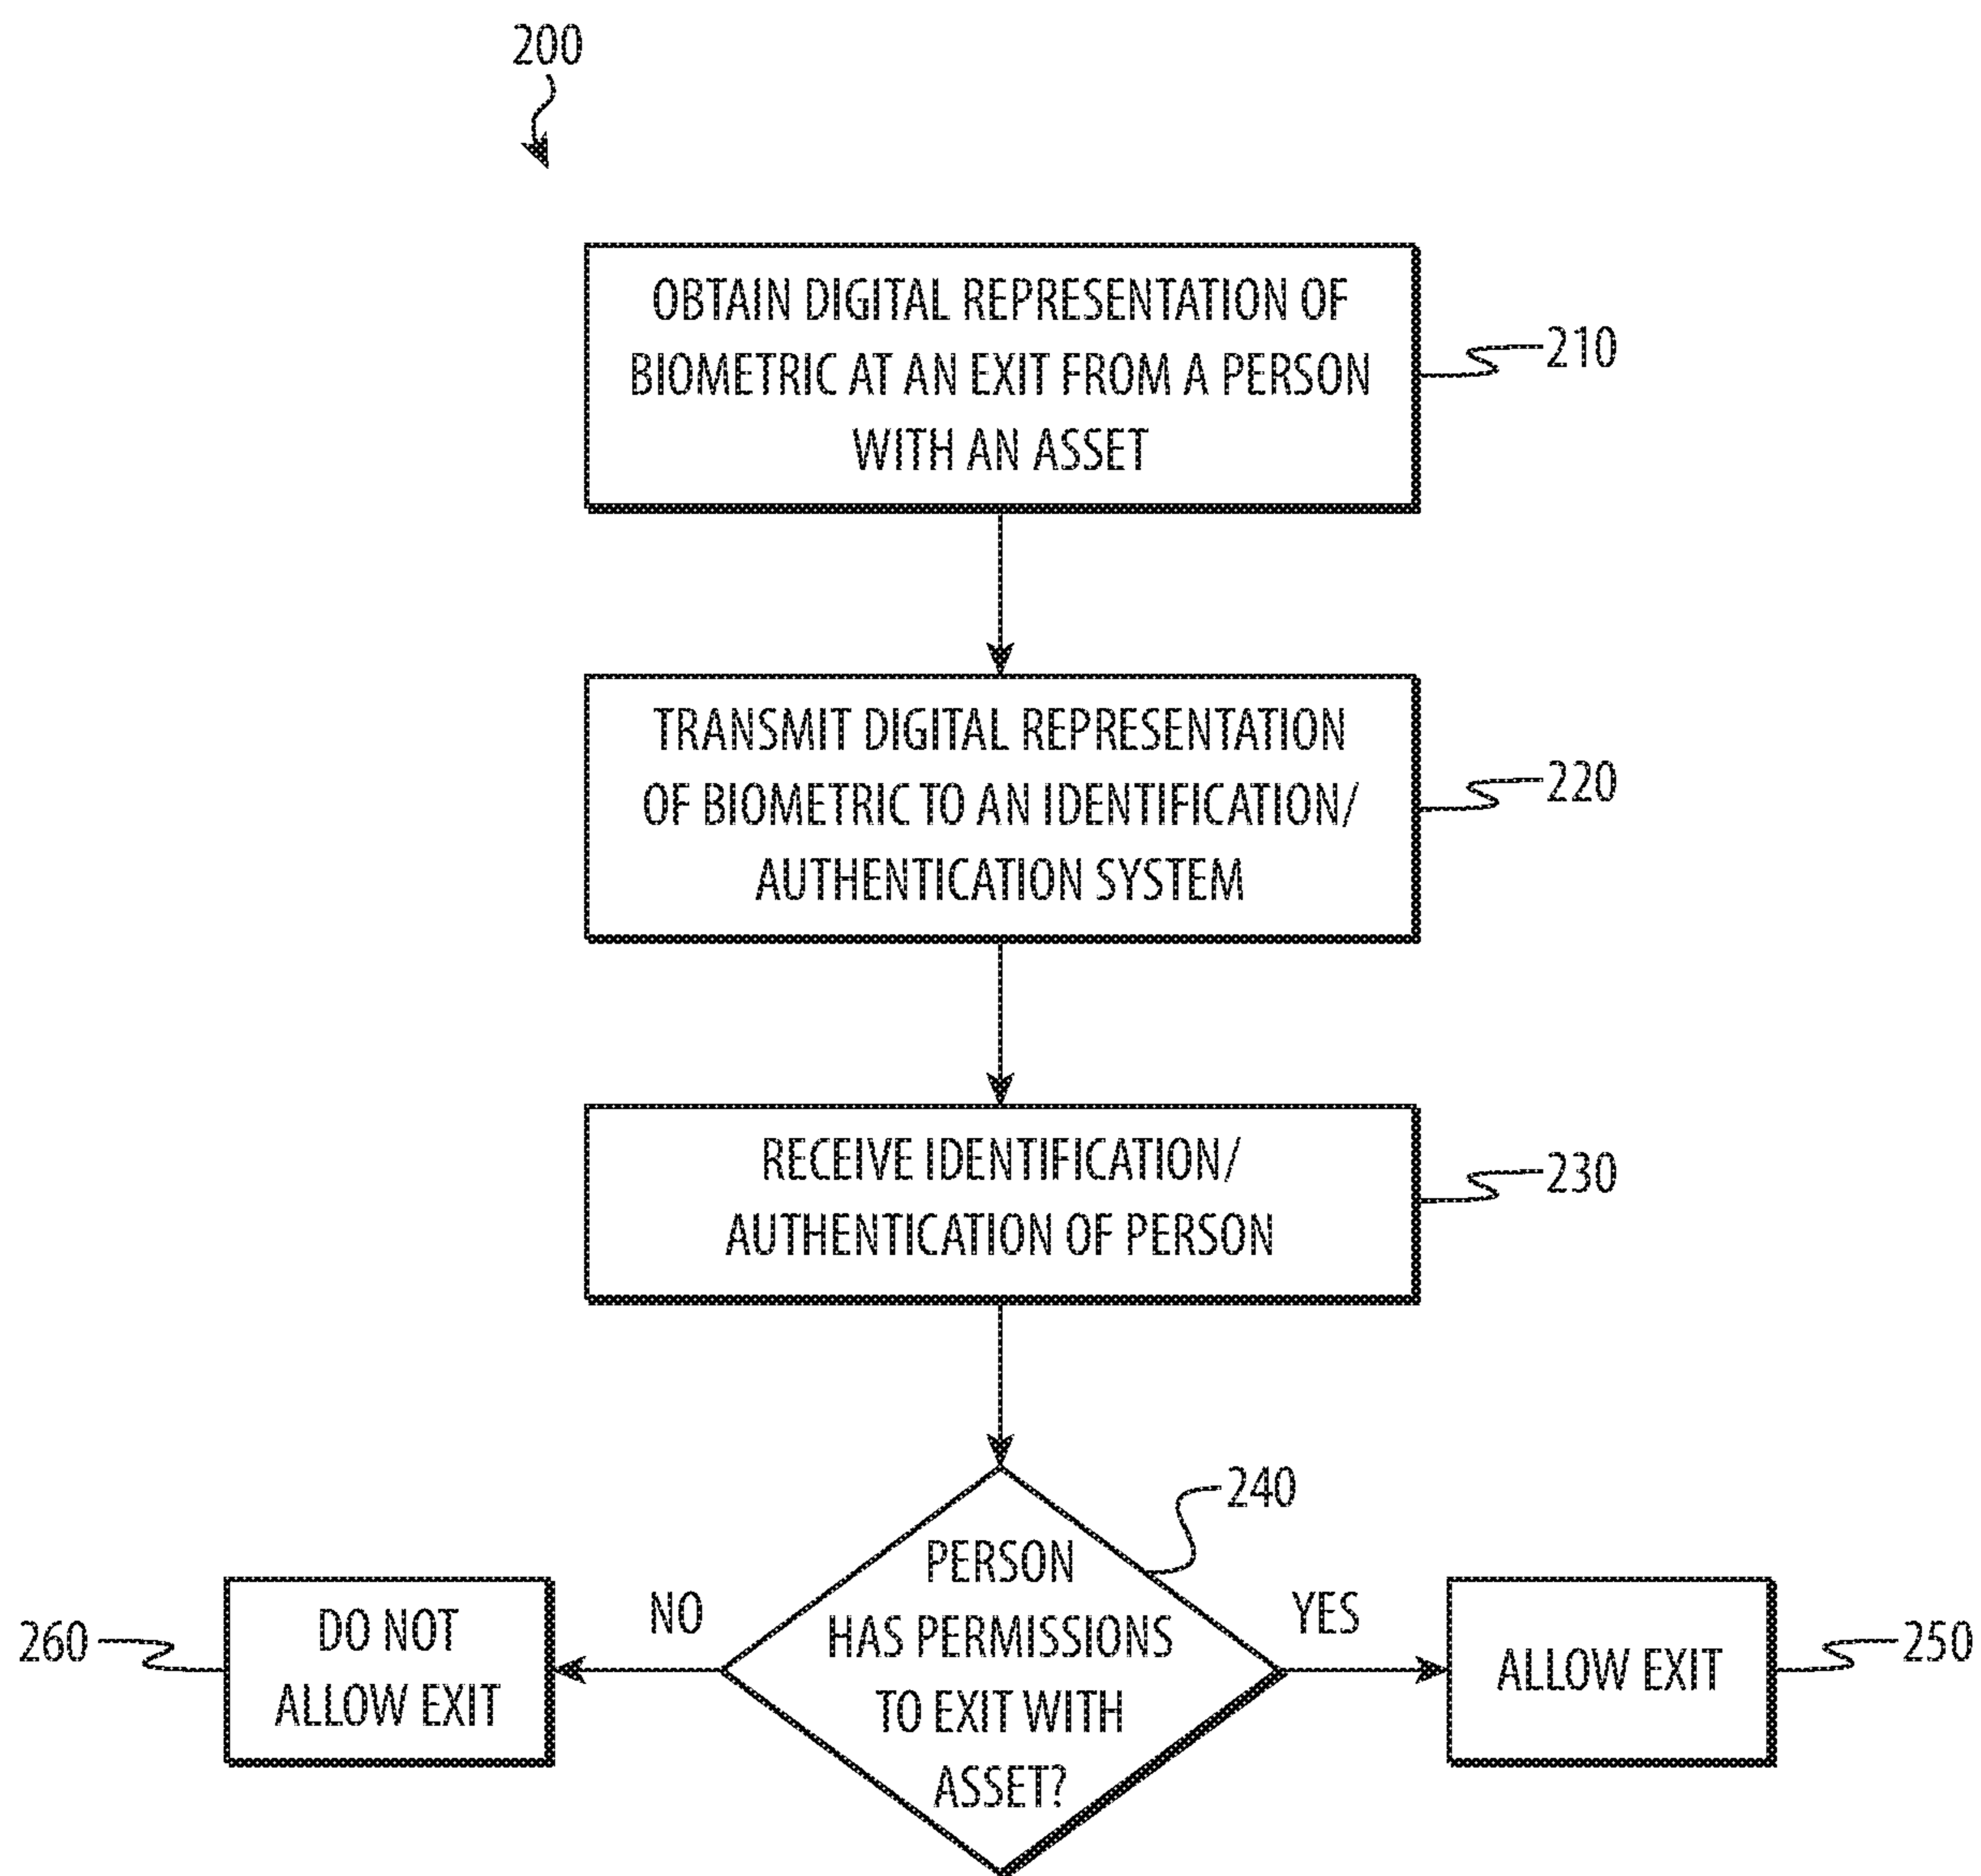 200
OBTAIN DIGITAL REPRESENTATION OF
BIOMETRIC AT AN EXIT FROM A PERSON
WITH AN ASSET
210
TRANSMIT DIGITAL REPRESENTATION
OF BIOMETRIC TO AN IDENTIFICATION/
AUTHENTICATION SYSTEM
220
RECEIVE IDENTIFICATION/
AUTHENTICATION OF PERSON
230
PERSON
HAS PERMISSIONS
TO EXIT WITH
ASSET?
240
NO
DO NOT
ALLOW EXIT
260
YES
ALLOW EXIT
250